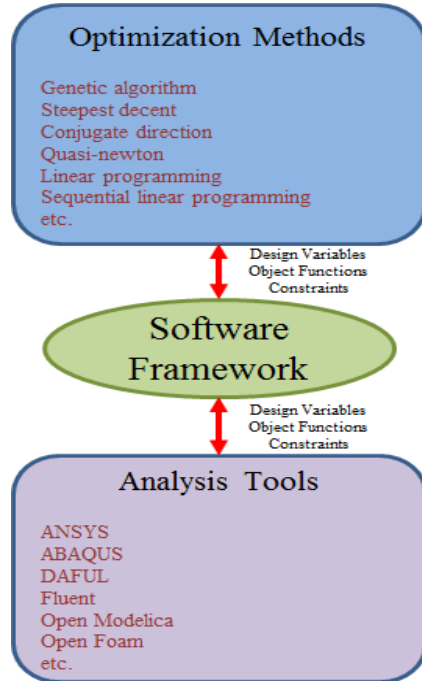 Optimization Methods
Genetic algorithm
Steepest decent
Conjugate direction
Quasi-newton
Linear programming
Sequential linear programming
etc.
Design Variables
Object Functions
Constraints
Software
Framework
Design Variables
Object Functions
Constraints
Analysis Tools
ANSYS
ABAQUS
DAFUL
Fluent
Open Modelica
Open Foam
etc.